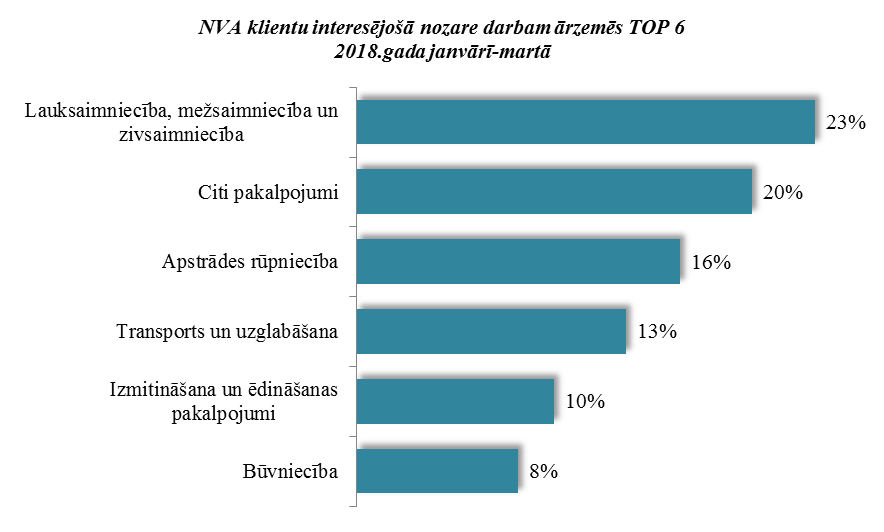 NVA klientu interesējošā nozare darbam ārzemēs TOP 6
2018.gada janvārī-martā
Lauksaimniecība, mežsaimniecība un
zivsaimniecība
23%
Citi pakalpojumi
20%
Apstrādes rūpniecība
16%
Transports un uzglabāšana
13%
Izmitināšana un ēdināšanas
pakalpojumi
10%
Būvniecība
8%